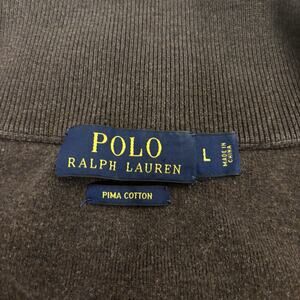 POLO
RALPH LAUREN
L
MADE IN
CHINA
PIMA COTTON